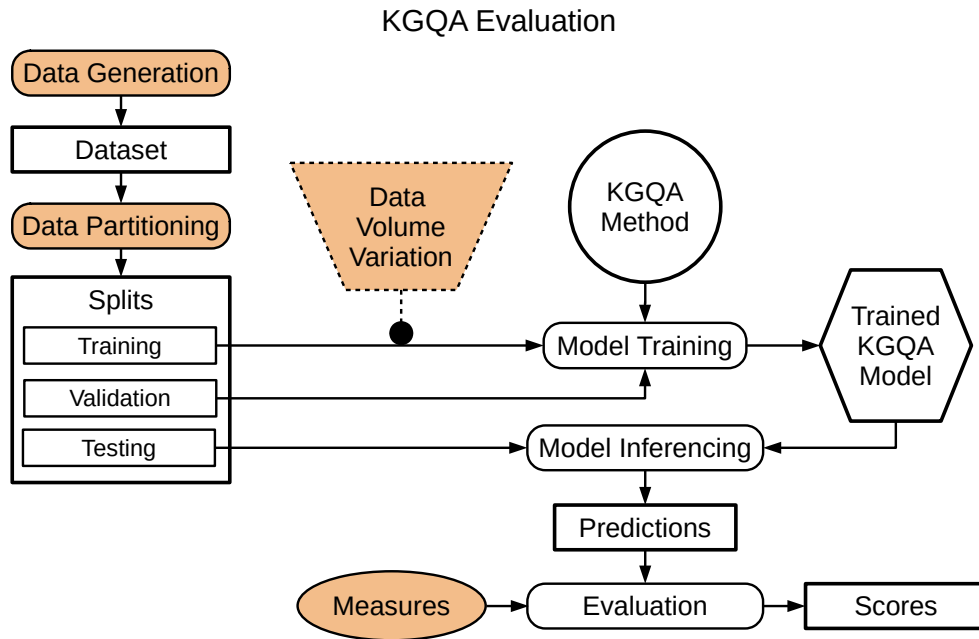 KGQA Evaluation
Data Generation
Dataset
Data Partitioning
Splits
Training
Validation
Testing
Data
Volume
Variation
KGQA
Method
Model Training
Trained
KGQA
Model
Model Inferencing
Predictions
Measures
Evaluation
Scores